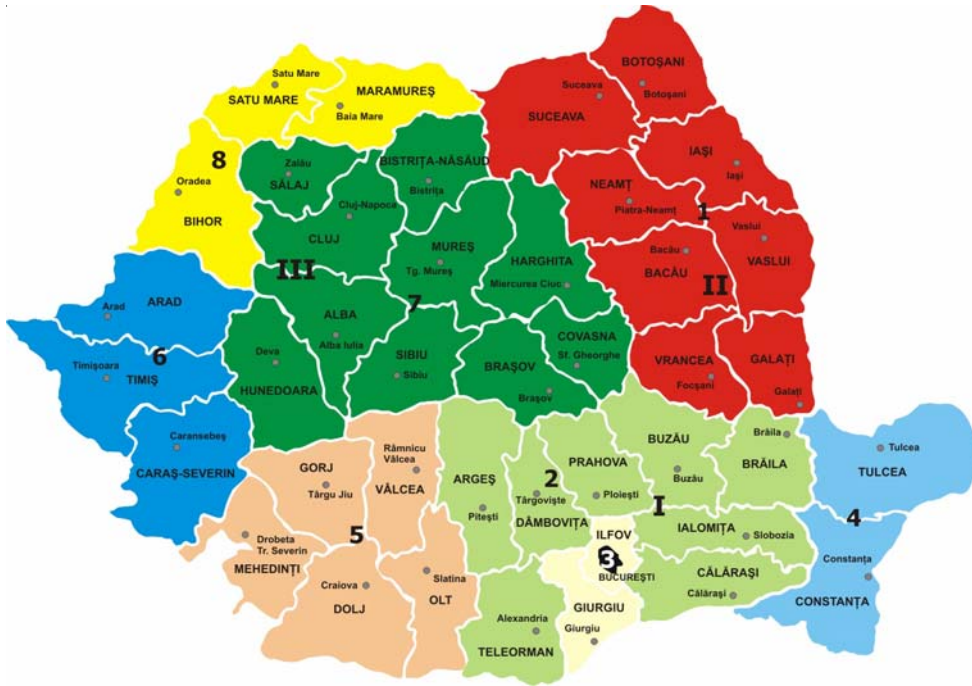 Satu Mare
SATU MARE
MARAMUREŞ
Baia Mare
8
Oradea
BIHOR
Suceava
SUCEAVA
BOTOŞANI
Botoşani
IAŞI
Iaşi
NEAMŢ
Piatra-Neamţ
1
Vaslui
VASLUI
Bacău
BACĂU
II
VRANCEA
Focşani
GALAŢI
Galaţi
Zalău
SĂLAJ
BISTRIŢA-NĂSĂUD
Bistriţa
Cluj-Napoca
CLUJ
III
MUREŞ
Tg. Mureş
7
HARGHITA
Miercurea Ciuc
ALBA
Alba Iulia
Deva
HUNEDOARA
SIBIU
Sibiu
BRAŞOV
Braşov
COVASNA
Sf. Gheorghe
ARAD
Arad
6
Timişoara
TIMIŞ
Caransebeş
CARAŞ-SEVERIN
GORJ
Târgu Jiu
Râmnicu
Vâlcea
VÂLCEA
5
Drobeta
Tr. Severin
MEHEDINŢI
Craiova
DOLJ
Slatina
OLT
ARGEŞ
Piteşti
2
Târgovişte
DÂMBOVIŢA
PRAHOVA
Ploieşti
BUZĂU
Buzău
I
Brăila
BRĂILA
IALOMIŢA
Slobozia
CĂLĂRAŞI
Călăraşi
ILFOV
3
BUCUREŞTI
GIURGIU
Giurgiu
Alexandria
TELEORMAN
Tulcea
TULCEA
4
Constanţa
CONSTANŢA